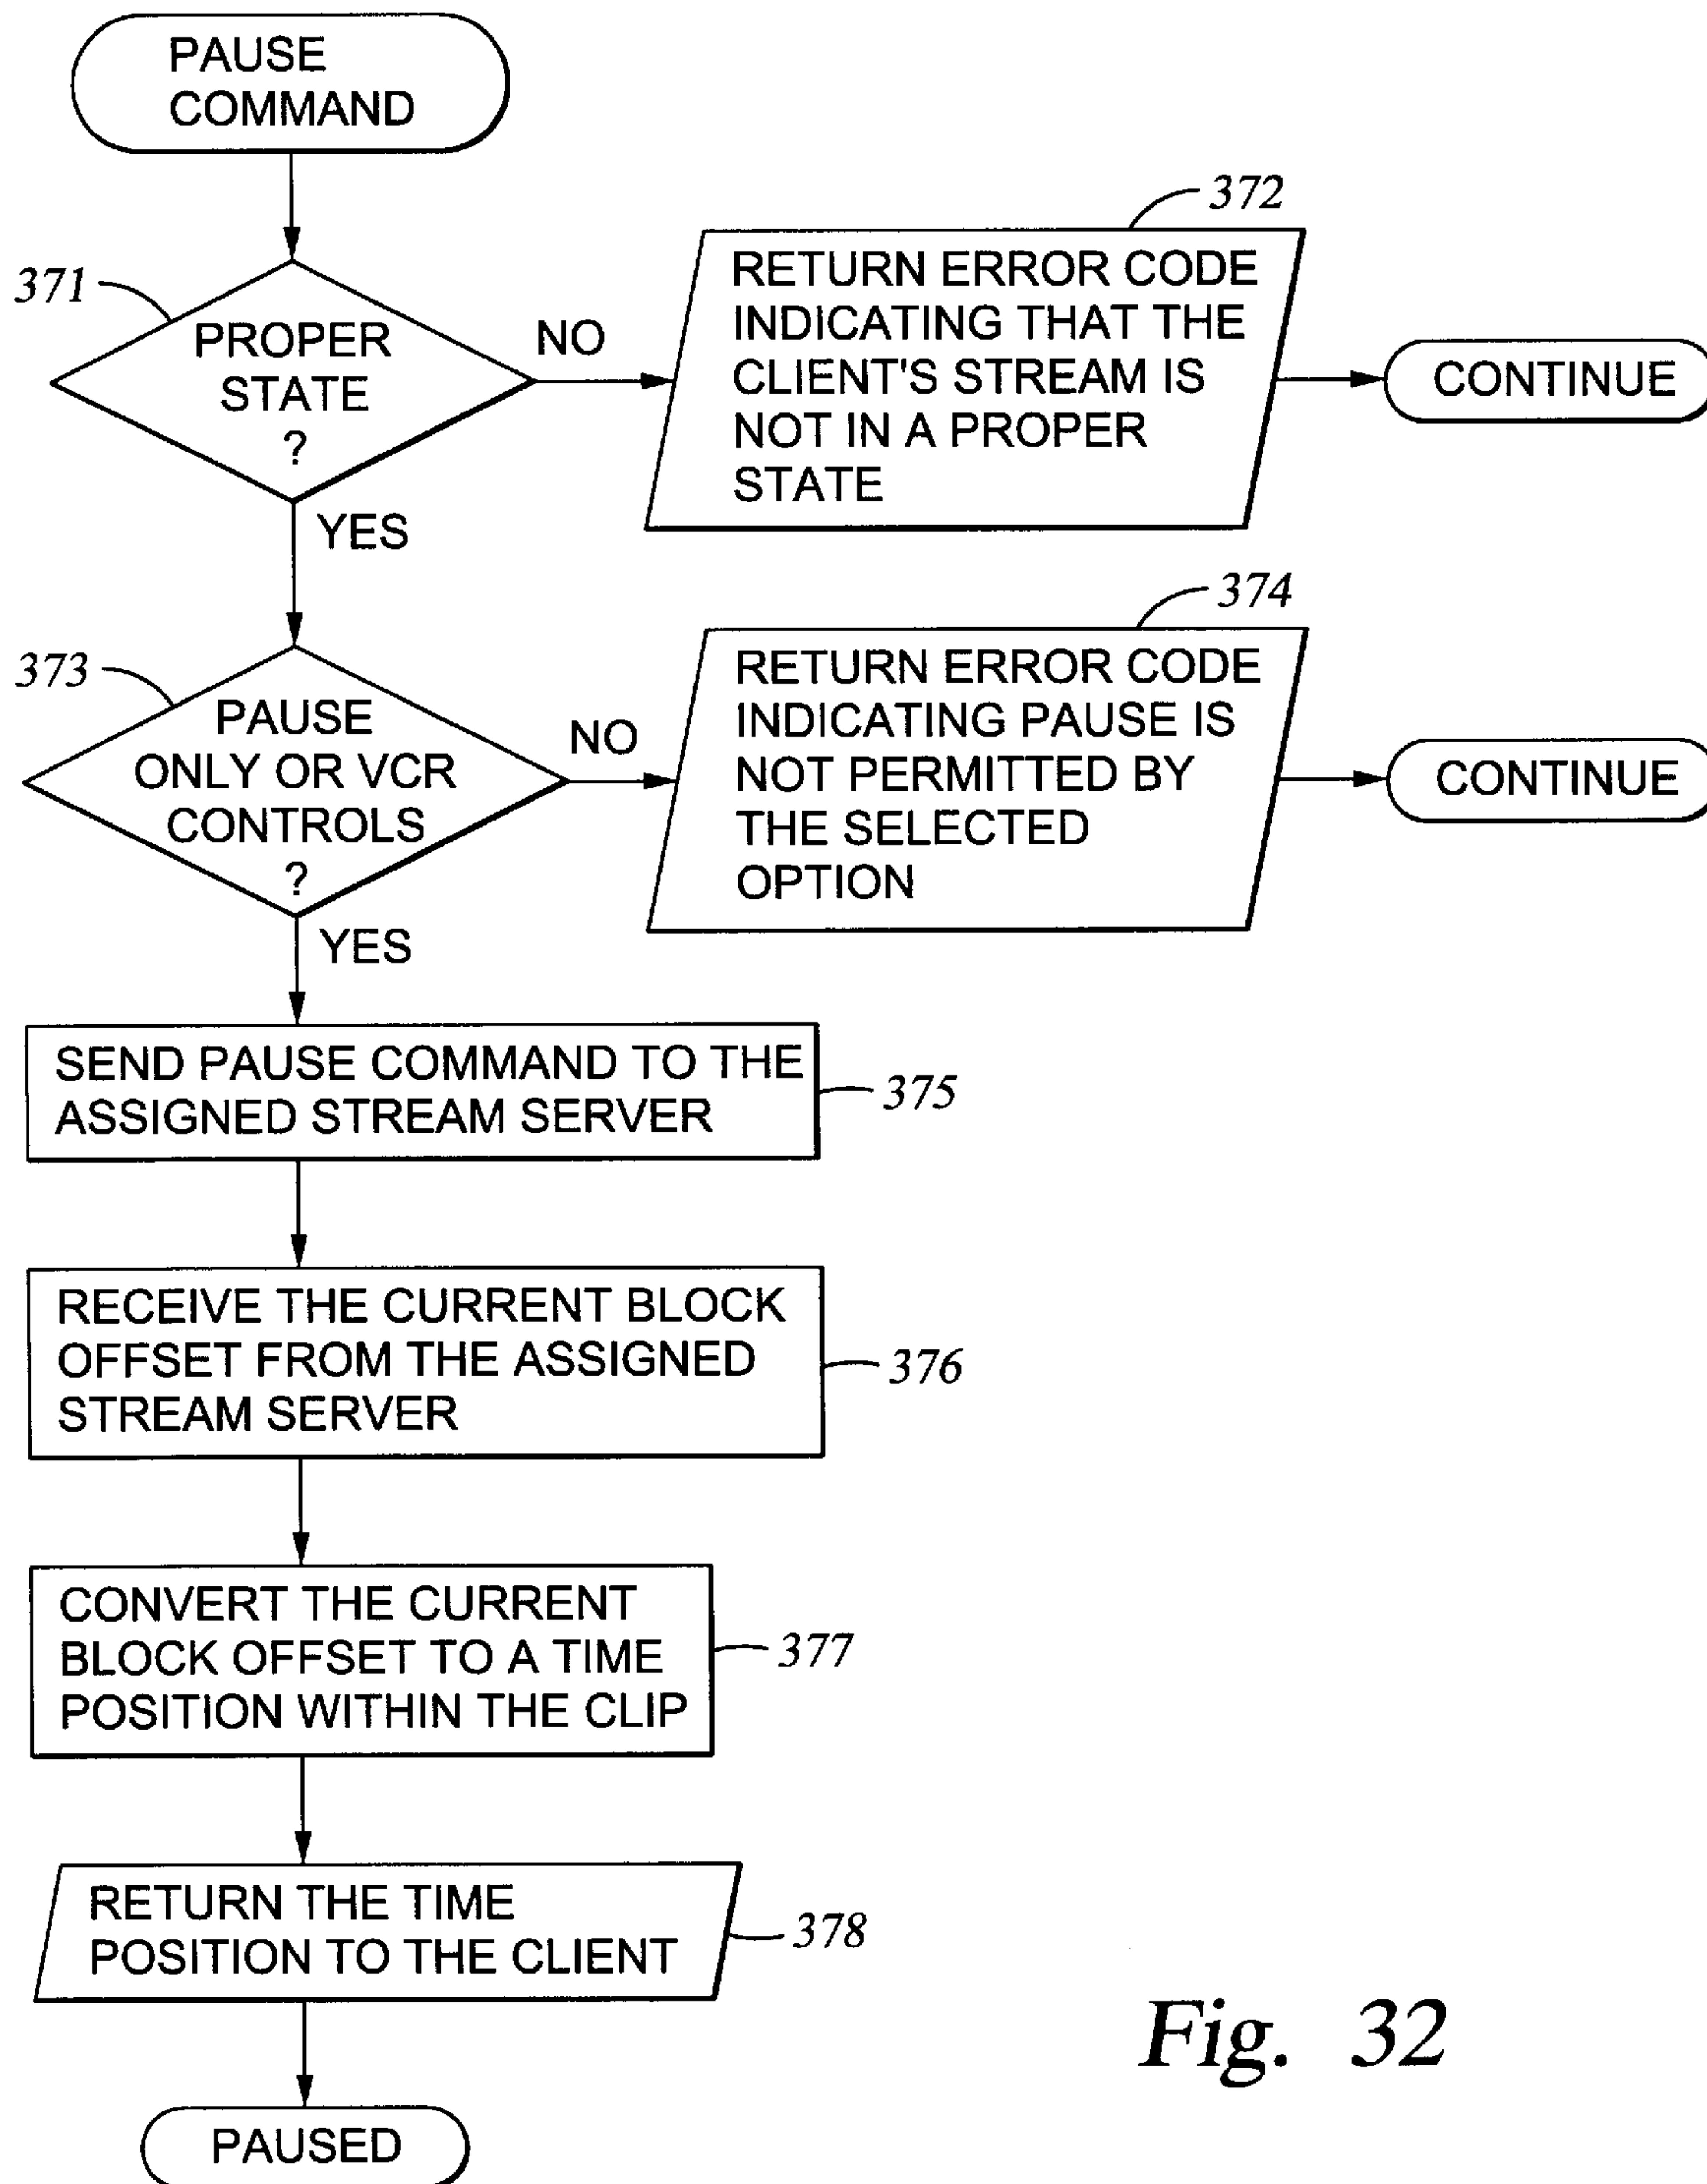 PAUSE
COMMAND
371
PROPER
STATE
?
NO
372
RETURN ERROR CODE
INDICATING THAT THE
CLIENT'S STREAM IS
NOT IN A PROPER
STATE
CONTINUE
YES
373
PAUSE
ONLY OR VCR
CONTROLS
?
NO
374
RETURN ERROR CODE
INDICATING PAUSE IS
NOT PERMITTED BY
THE SELECTED
OPTION
CONTINUE
YES
SEND PAUSE COMMAND TO THE
ASSIGNED STREAM SERVER
375
RECEIVE THE CURRENT BLOCK
OFFSET FROM THE ASSIGNED
STREAM SERVER
376
CONVERT THE CURRENT
BLOCK OFFSET TO A TIME
POSITION WITHIN THE CLIP
377
RETURN THE TIME
POSITION TO THE CLIENT
378
PAUSED
Fig. 32